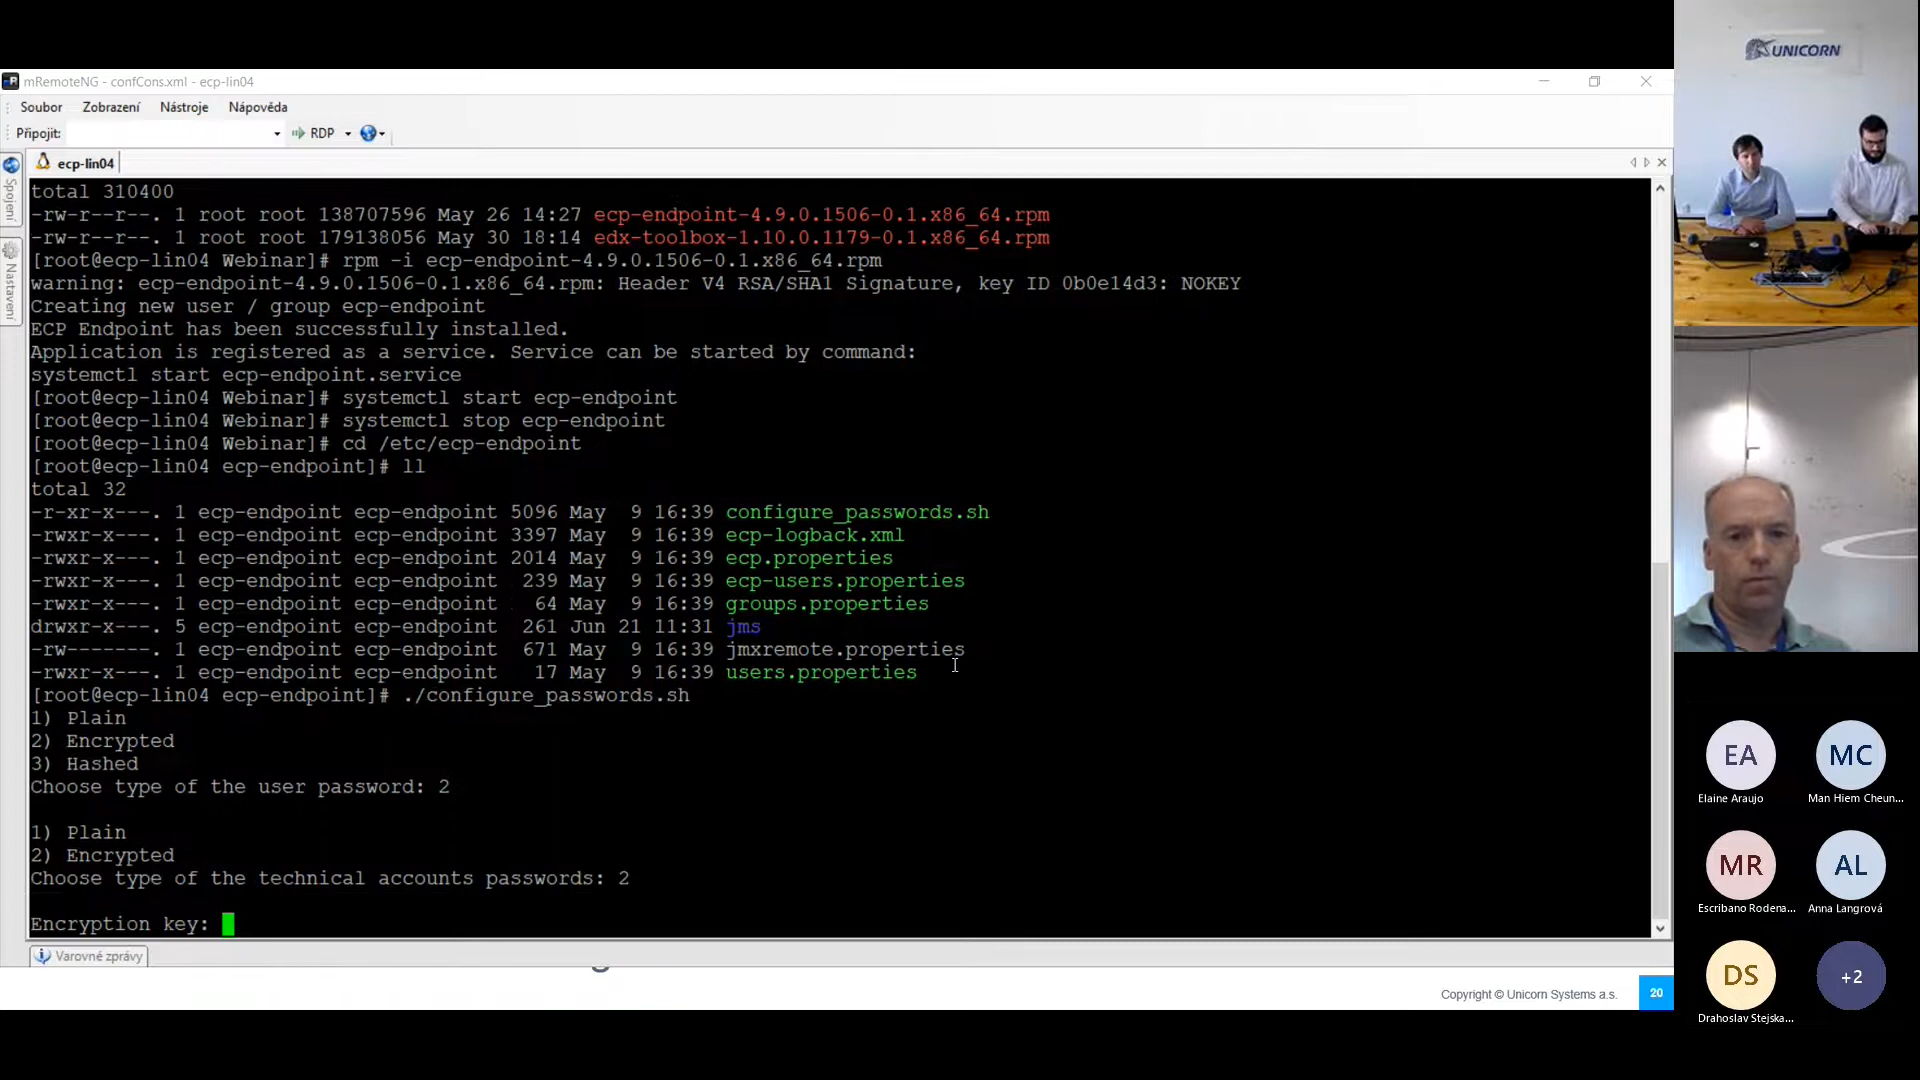 mRemoteNG - confCons.xml - ecp-lin04
Soubor Zobrazení Nástroje Nápověda
Připojit: RDP
ecp-lin04
Spojení
Nastavení
total 310400
-rw-r--r--. 1 root root 138707596 May 26 14:27 ecp-endpoint-4.9.0.1506-0.1.x86_64.rpm
-rw-r--r--. 1 root root 179138056 May 30 18:14 edx-toolbox-1.10.0.1179-0.1.x86_64.rpm
[root@ecp-lin04 Webinar]# rpm -i ecp-endpoint-4.9.0.1506-0.1.x86_64.rpm
warning: ecp-endpoint-4.9.0.1506-0.1.x86_64.rpm: Header V4 RSA/SHA1 Signature, key ID 0b0e14d3: NOKEY
Creating new user / group ecp-endpoint
ECP Endpoint has been successfully installed.
Application is registered as a service. Service can be started by command:
systemctl start ecp-endpoint.service
[root@ecp-lin04 Webinar]# systemctl start ecp-endpoint
[root@ecp-lin04 Webinar]# systemctl stop ecp-endpoint
[root@ecp-lin04 Webinar]# cd /etc/ecp-endpoint
[root@ecp-lin04 ecp-endpoint]# ll
total 32
-r-xr-x---. 1 ecp-endpoint ecp-endpoint 5096 May  9 16:39 configure_passwords.sh
-rwxr-x---. 1 ecp-endpoint ecp-endpoint 3397 May  9 16:39 ecp-logback.xml
-rwxr-x---. 1 ecp-endpoint ecp-endpoint 2014 May  9 16:39 ecp.properties
-rwxr-x---. 1 ecp-endpoint ecp-endpoint  239 May  9 16:39 ecp-users.properties
-rwxr-x---. 1 ecp-endpoint ecp-endpoint   64 May  9 16:39 groups.properties
drwxr-x---. 5 ecp-endpoint ecp-endpoint  261 Jun 21 11:31 jms
-rw-------. 1 ecp-endpoint ecp-endpoint  671 May  9 16:39 jmxremote.properties
-rwxr-x---. 1 ecp-endpoint ecp-endpoint   17 May  9 16:39 users.properties
[root@ecp-lin04 ecp-endpoint]# ./configure_passwords.sh
1) Plain
2) Encrypted
3) Hashed
Choose type of the user password: 2
1) Plain
2) Encrypted
Choose type of the technical accounts passwords: 2
Encryption key:
Varovné zprávy
Copyright © Unicorn Systems a.s. 20
UNICORN
EA MC
Elaine Araujo Man Hiem Cheun...
MR AL
Escribano Rodena... Anna Langrová
DS +2
Drahoslav Stejska...